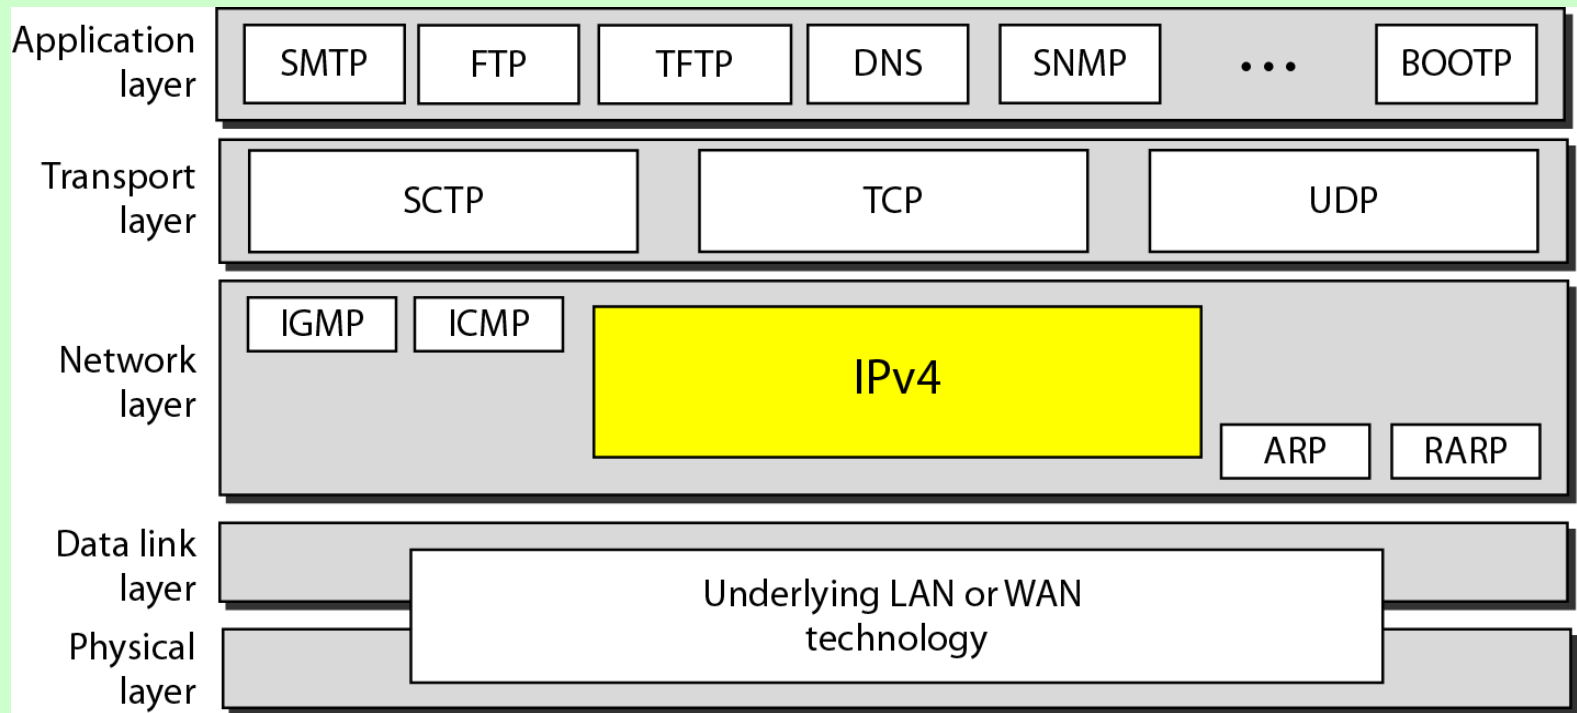 Application
layer
SMTP
FTP
TFTP
DNS
SNMP
...
BOOTP
Transport
layer
SCTP
TCP
UDP
Network
layer
IGMP
ICMP
IPv4
ARP
RARP
Data link
layer
Underlying LAN or WAN
technology
Physical
layer